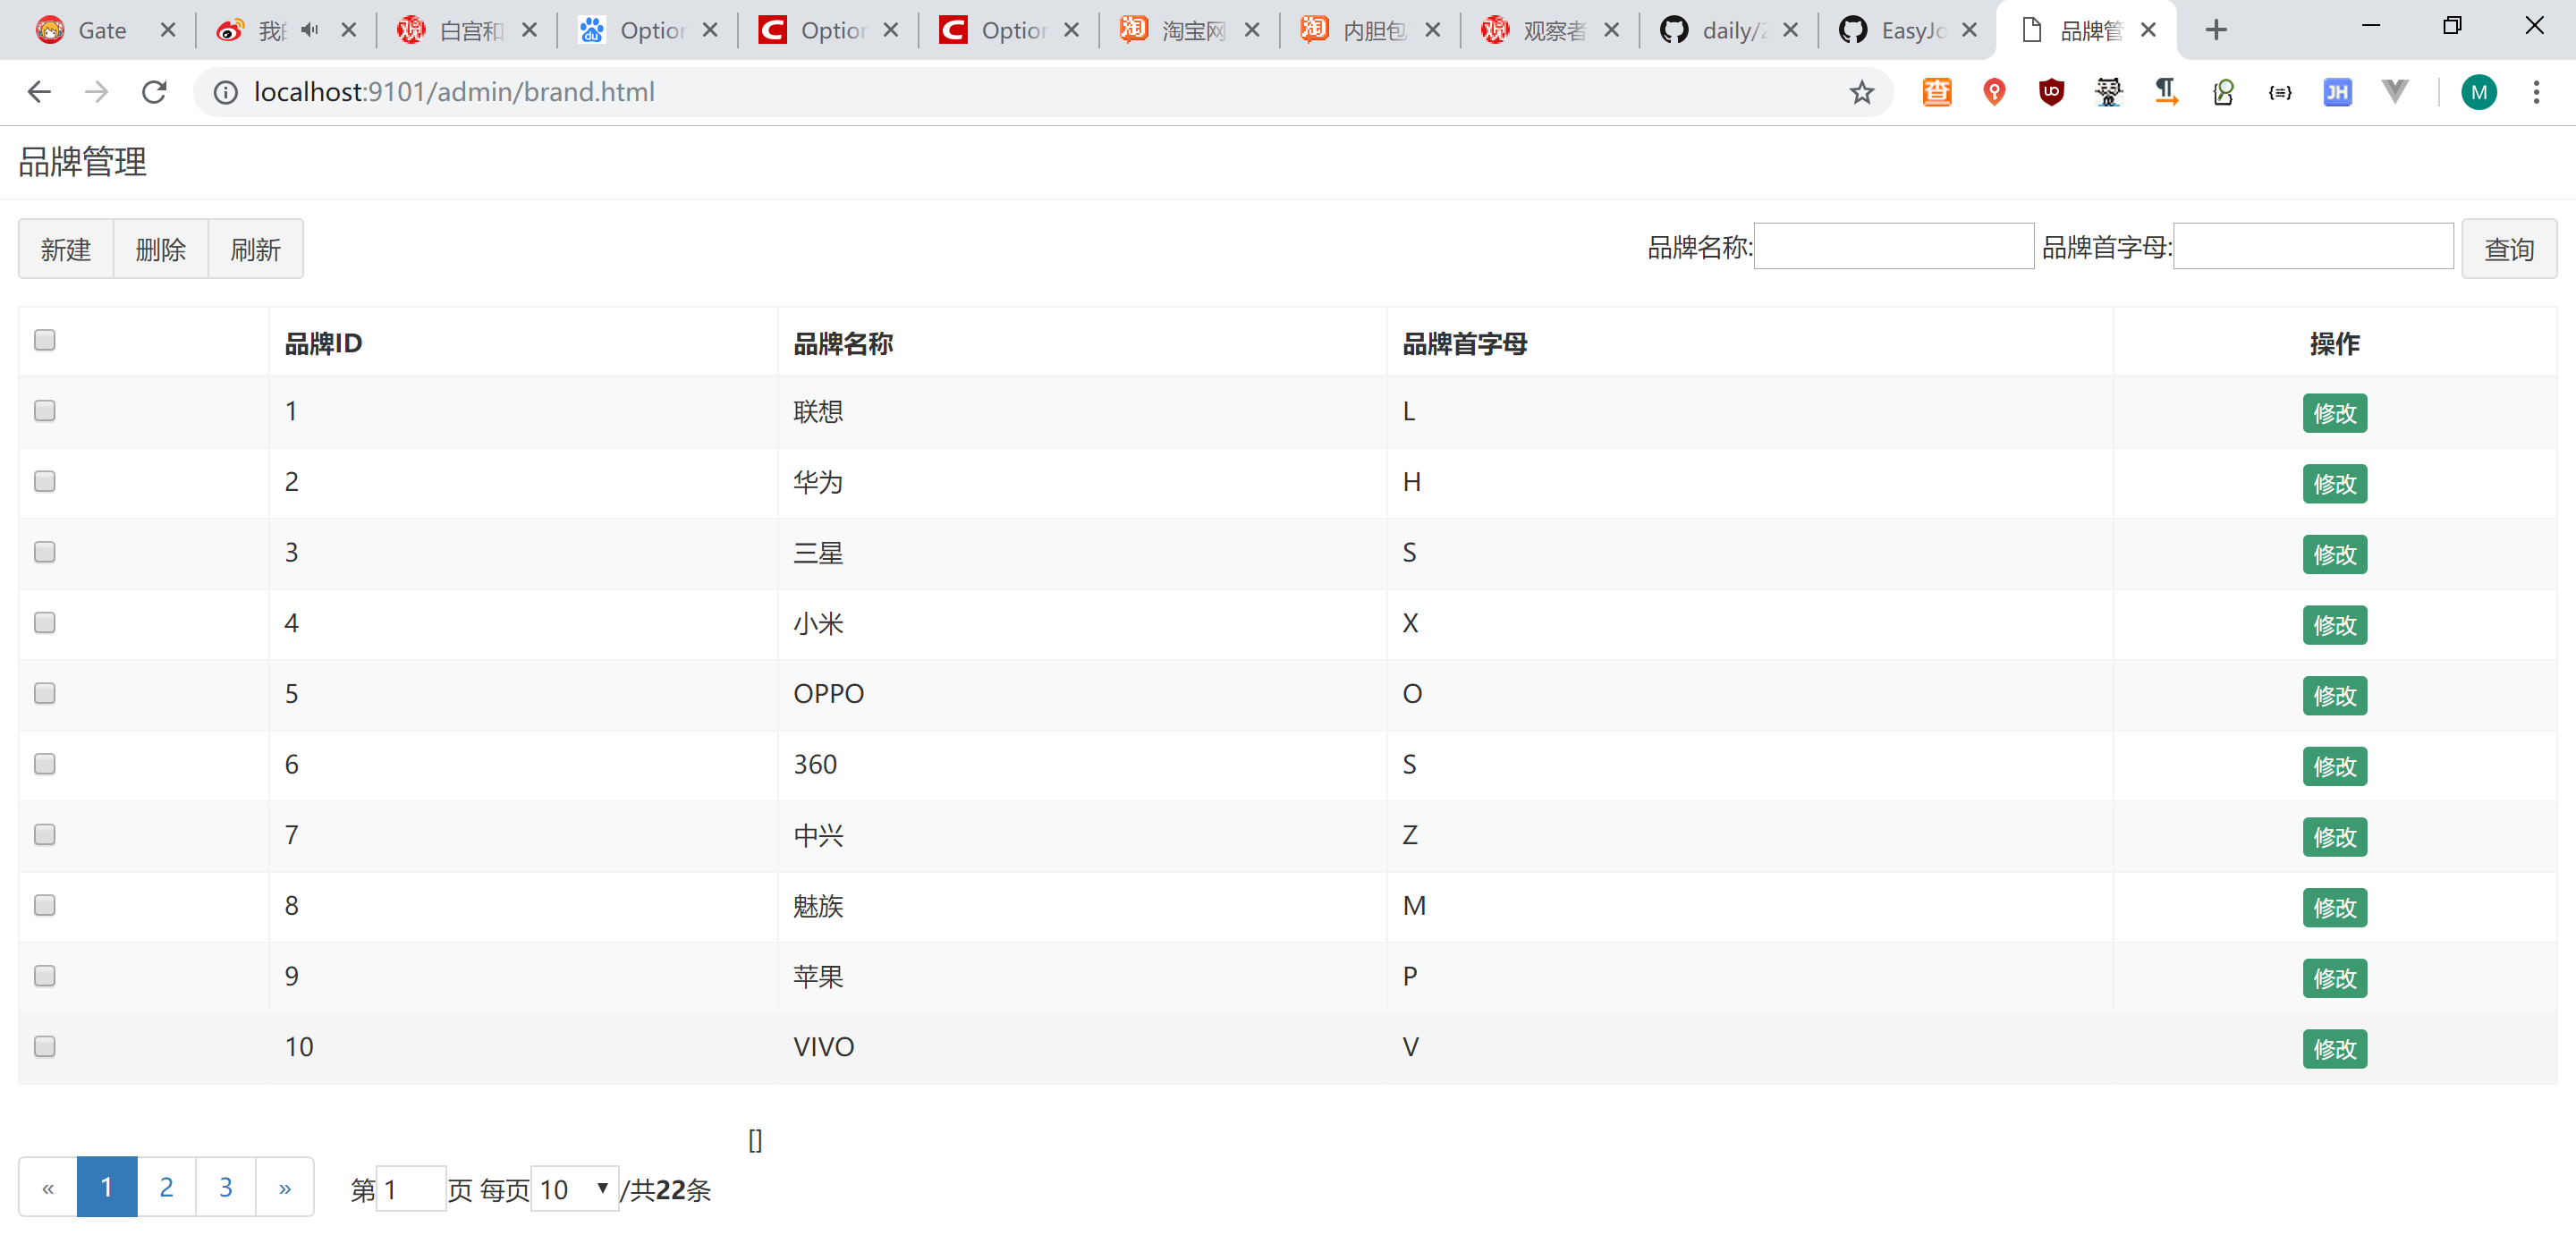 Gate 我的 白宫和 Option Option Option 淘宝网 内胆包 观察者 daily/2 EasyJo 品牌管
localhost:9101/admin/brand.html M
品牌管理
新建 删除 刷新 品牌名称: 品牌首字母: 查询
品牌ID 品牌名称 品牌首字母 操作
1 联想 L 修改
2 华为 H 修改
3 三星 S 修改
4 小米 X 修改
5 OPPO O 修改
6 360 S 修改
7 中兴 Z 修改
8 魅族 M 修改
9 苹果 P 修改
10 VIVO V 修改
[]
« 1 2 3 » 第 1 页 每页 10 /共22条